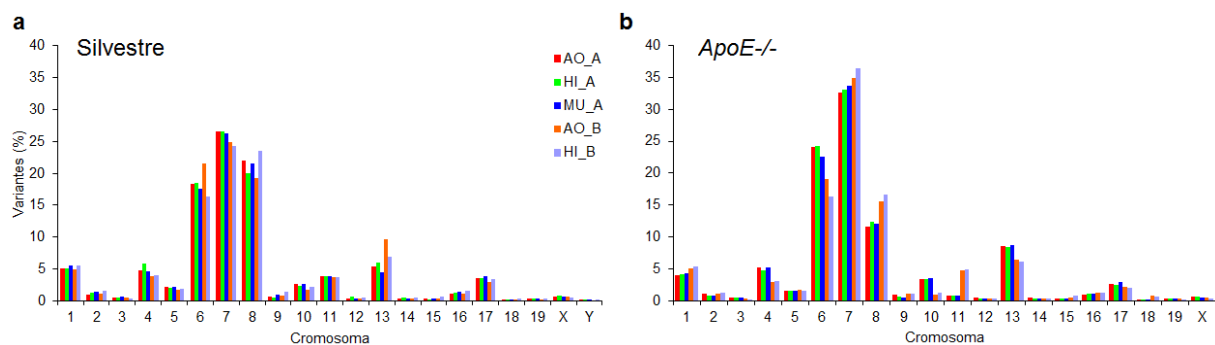 a
Silvestre
Variantes (%)
40
35
30
25
20
15
10
5
0
1 2 3 4 5 6 7 8 9 10 11 12 13 14 15 16 17 18 19 X Y
Cromosoma
AO_A
HI_A
MU_A
AO_B
HI_B
b
ApoE-/-
40
35
30
25
20
15
10
5
0
1 2 3 4 5 6 7 8 9 10 11 12 13 14 15 16 17 18 19 X
Cromosoma